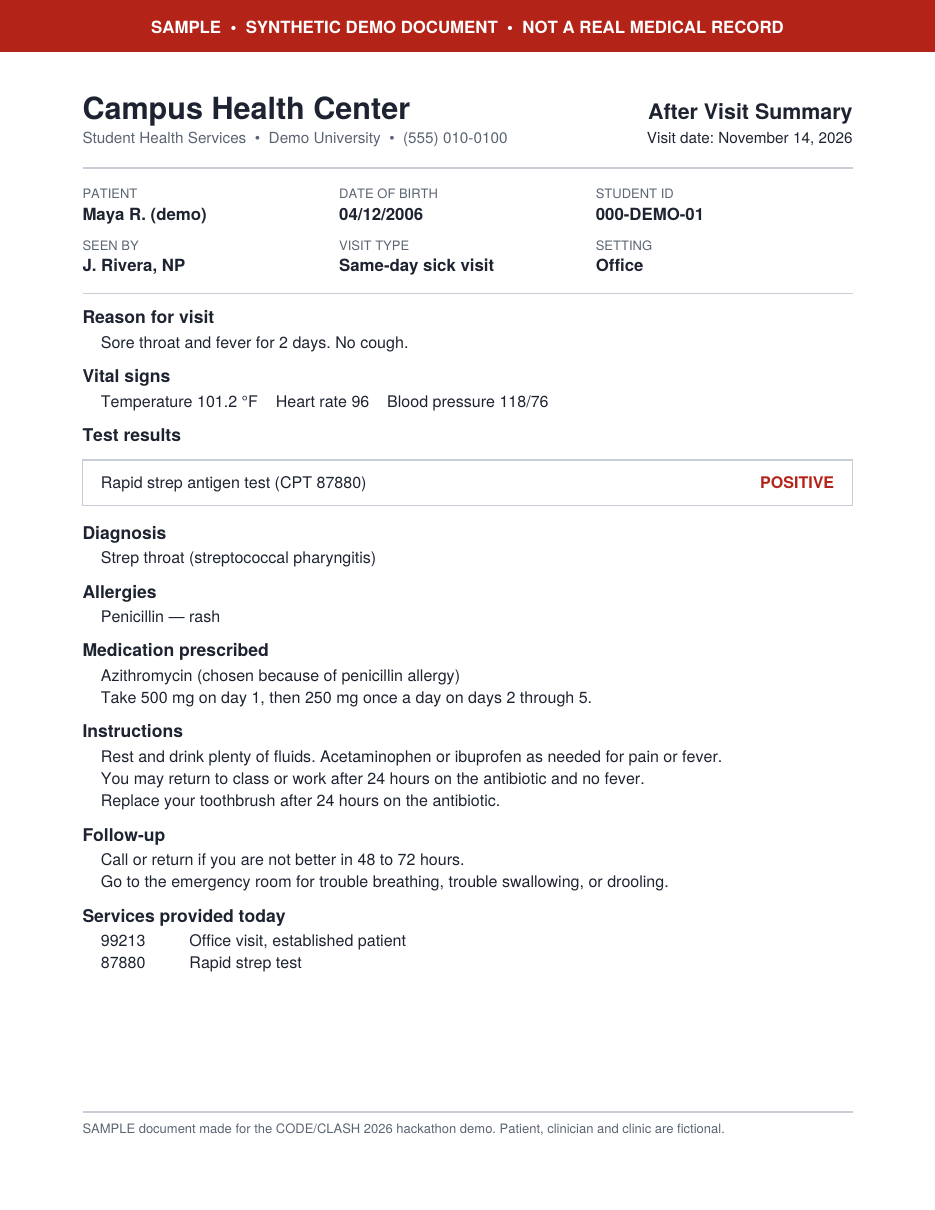 SAMPLE • SYNTHETIC DEMO DOCUMENT • NOT A REAL MEDICAL RECORD
Campus Health Center
After Visit Summary
Student Health Services • Demo University • (555) 010-0100
Visit date: November 14, 2026
PATIENT DATE OF BIRTH STUDENT ID
Maya R. (demo) 04/12/2006 000-DEMO-01
SEEN BY VISIT TYPE SETTING
J. Rivera, NP Same-day sick visit Office
Reason for visit
Sore throat and fever for 2 days. No cough.
Vital signs
Temperature 101.2 °F Heart rate 96 Blood pressure 118/76
Test results
Rapid strep antigen test (CPT 87880) POSITIVE
Diagnosis
Strep throat (streptococcal pharyngitis)
Allergies
Penicillin — rash
Medication prescribed
Azithromycin (chosen because of penicillin allergy)
Take 500 mg on day 1, then 250 mg once a day on days 2 through 5.
Instructions
Rest and drink plenty of fluids. Acetaminophen or ibuprofen as needed for pain or fever.
You may return to class or work after 24 hours on the antibiotic and no fever.
Replace your toothbrush after 24 hours on the antibiotic.
Follow-up
Call or return if you are not better in 48 to 72 hours.
Go to the emergency room for trouble breathing, trouble swallowing, or drooling.
Services provided today
99213 Office visit, established patient
87880 Rapid strep test
SAMPLE document made for the CODE/CLASH 2026 hackathon demo. Patient, clinician and clinic are fictional.